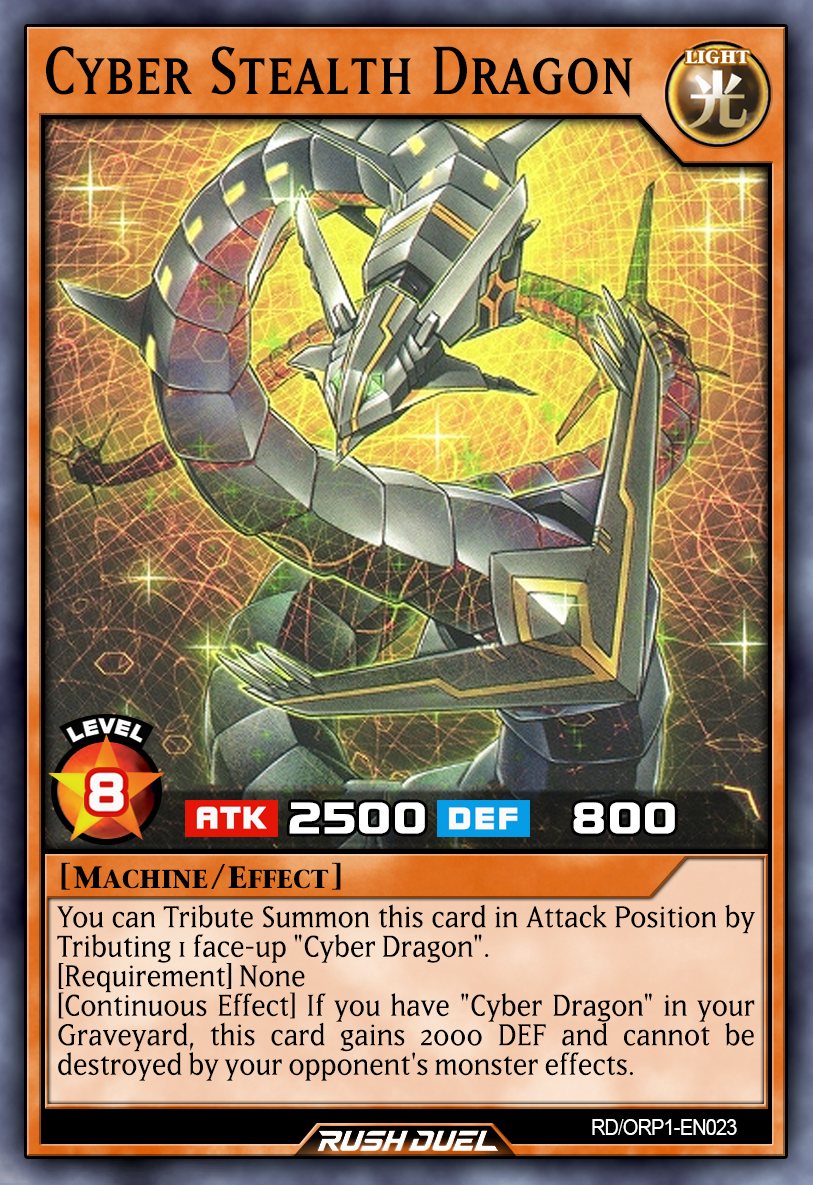 Cyber Stealth Dragon
LIGHT
光
LEVEL
8
ATK 2500 DEF 800
[Machine/Effect]
You can Tribute Summon this card in Attack Position by
Tributing 1 face-up "Cyber Dragon".
[Requirement] None
[Continuous Effect] If you have "Cyber Dragon" in your
Graveyard, this card gains 2000 DEF and cannot be
destroyed by your opponent's monster effects.
RUSH DUEL
RD/ORP1-EN023